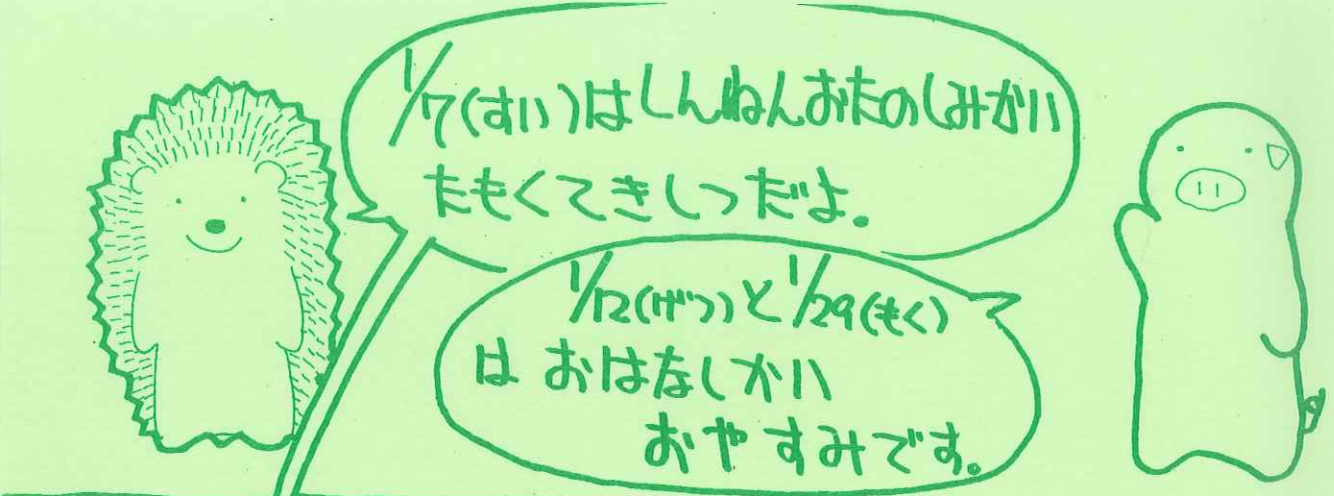 1/7(すい)はしんねんおたのしみかい
たもくてきしつだよ。
1/12(げつ)と1/29(もく)
は おはなしかい
おやすみです。